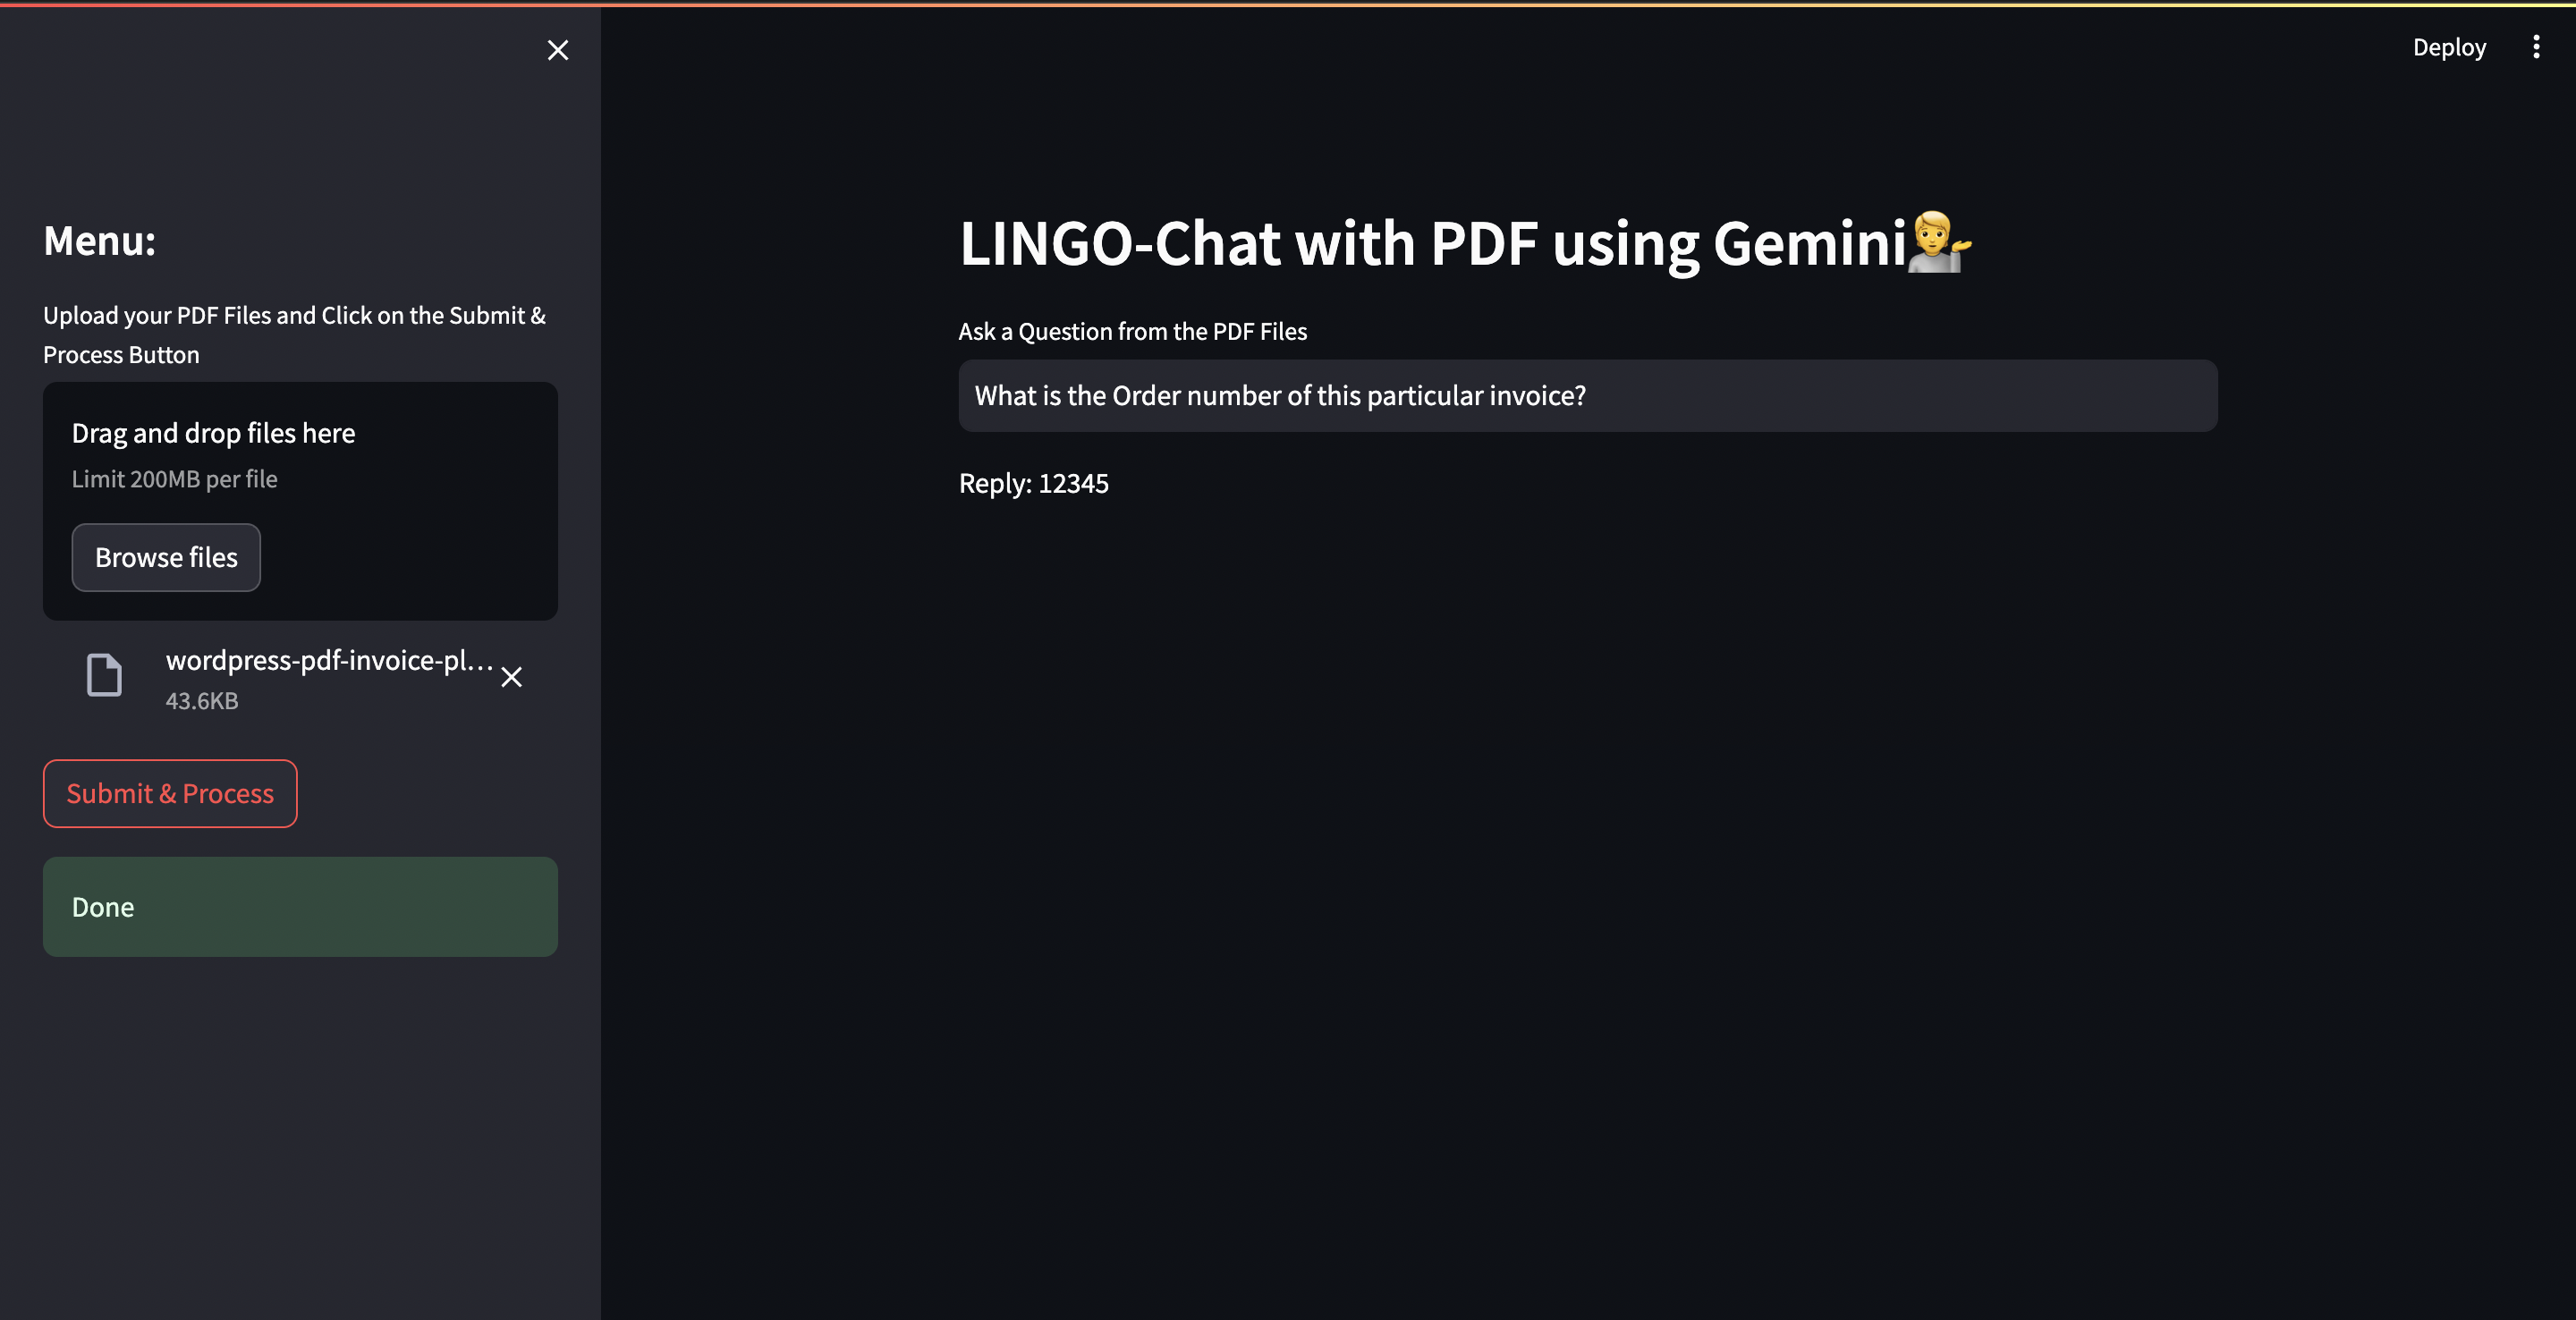 Deploy
Menu:
Upload your PDF Files and Click on the Submit &
Process Button
Drag and drop files here
Limit 200MB per file
Browse files
wordpress-pdf-invoice-pl...
43.6KB
Submit & Process
Done
LINGO-Chat with PDF using Gemini💁
Ask a Question from the PDF Files
What is the Order number of this particular invoice?
Reply: 12345